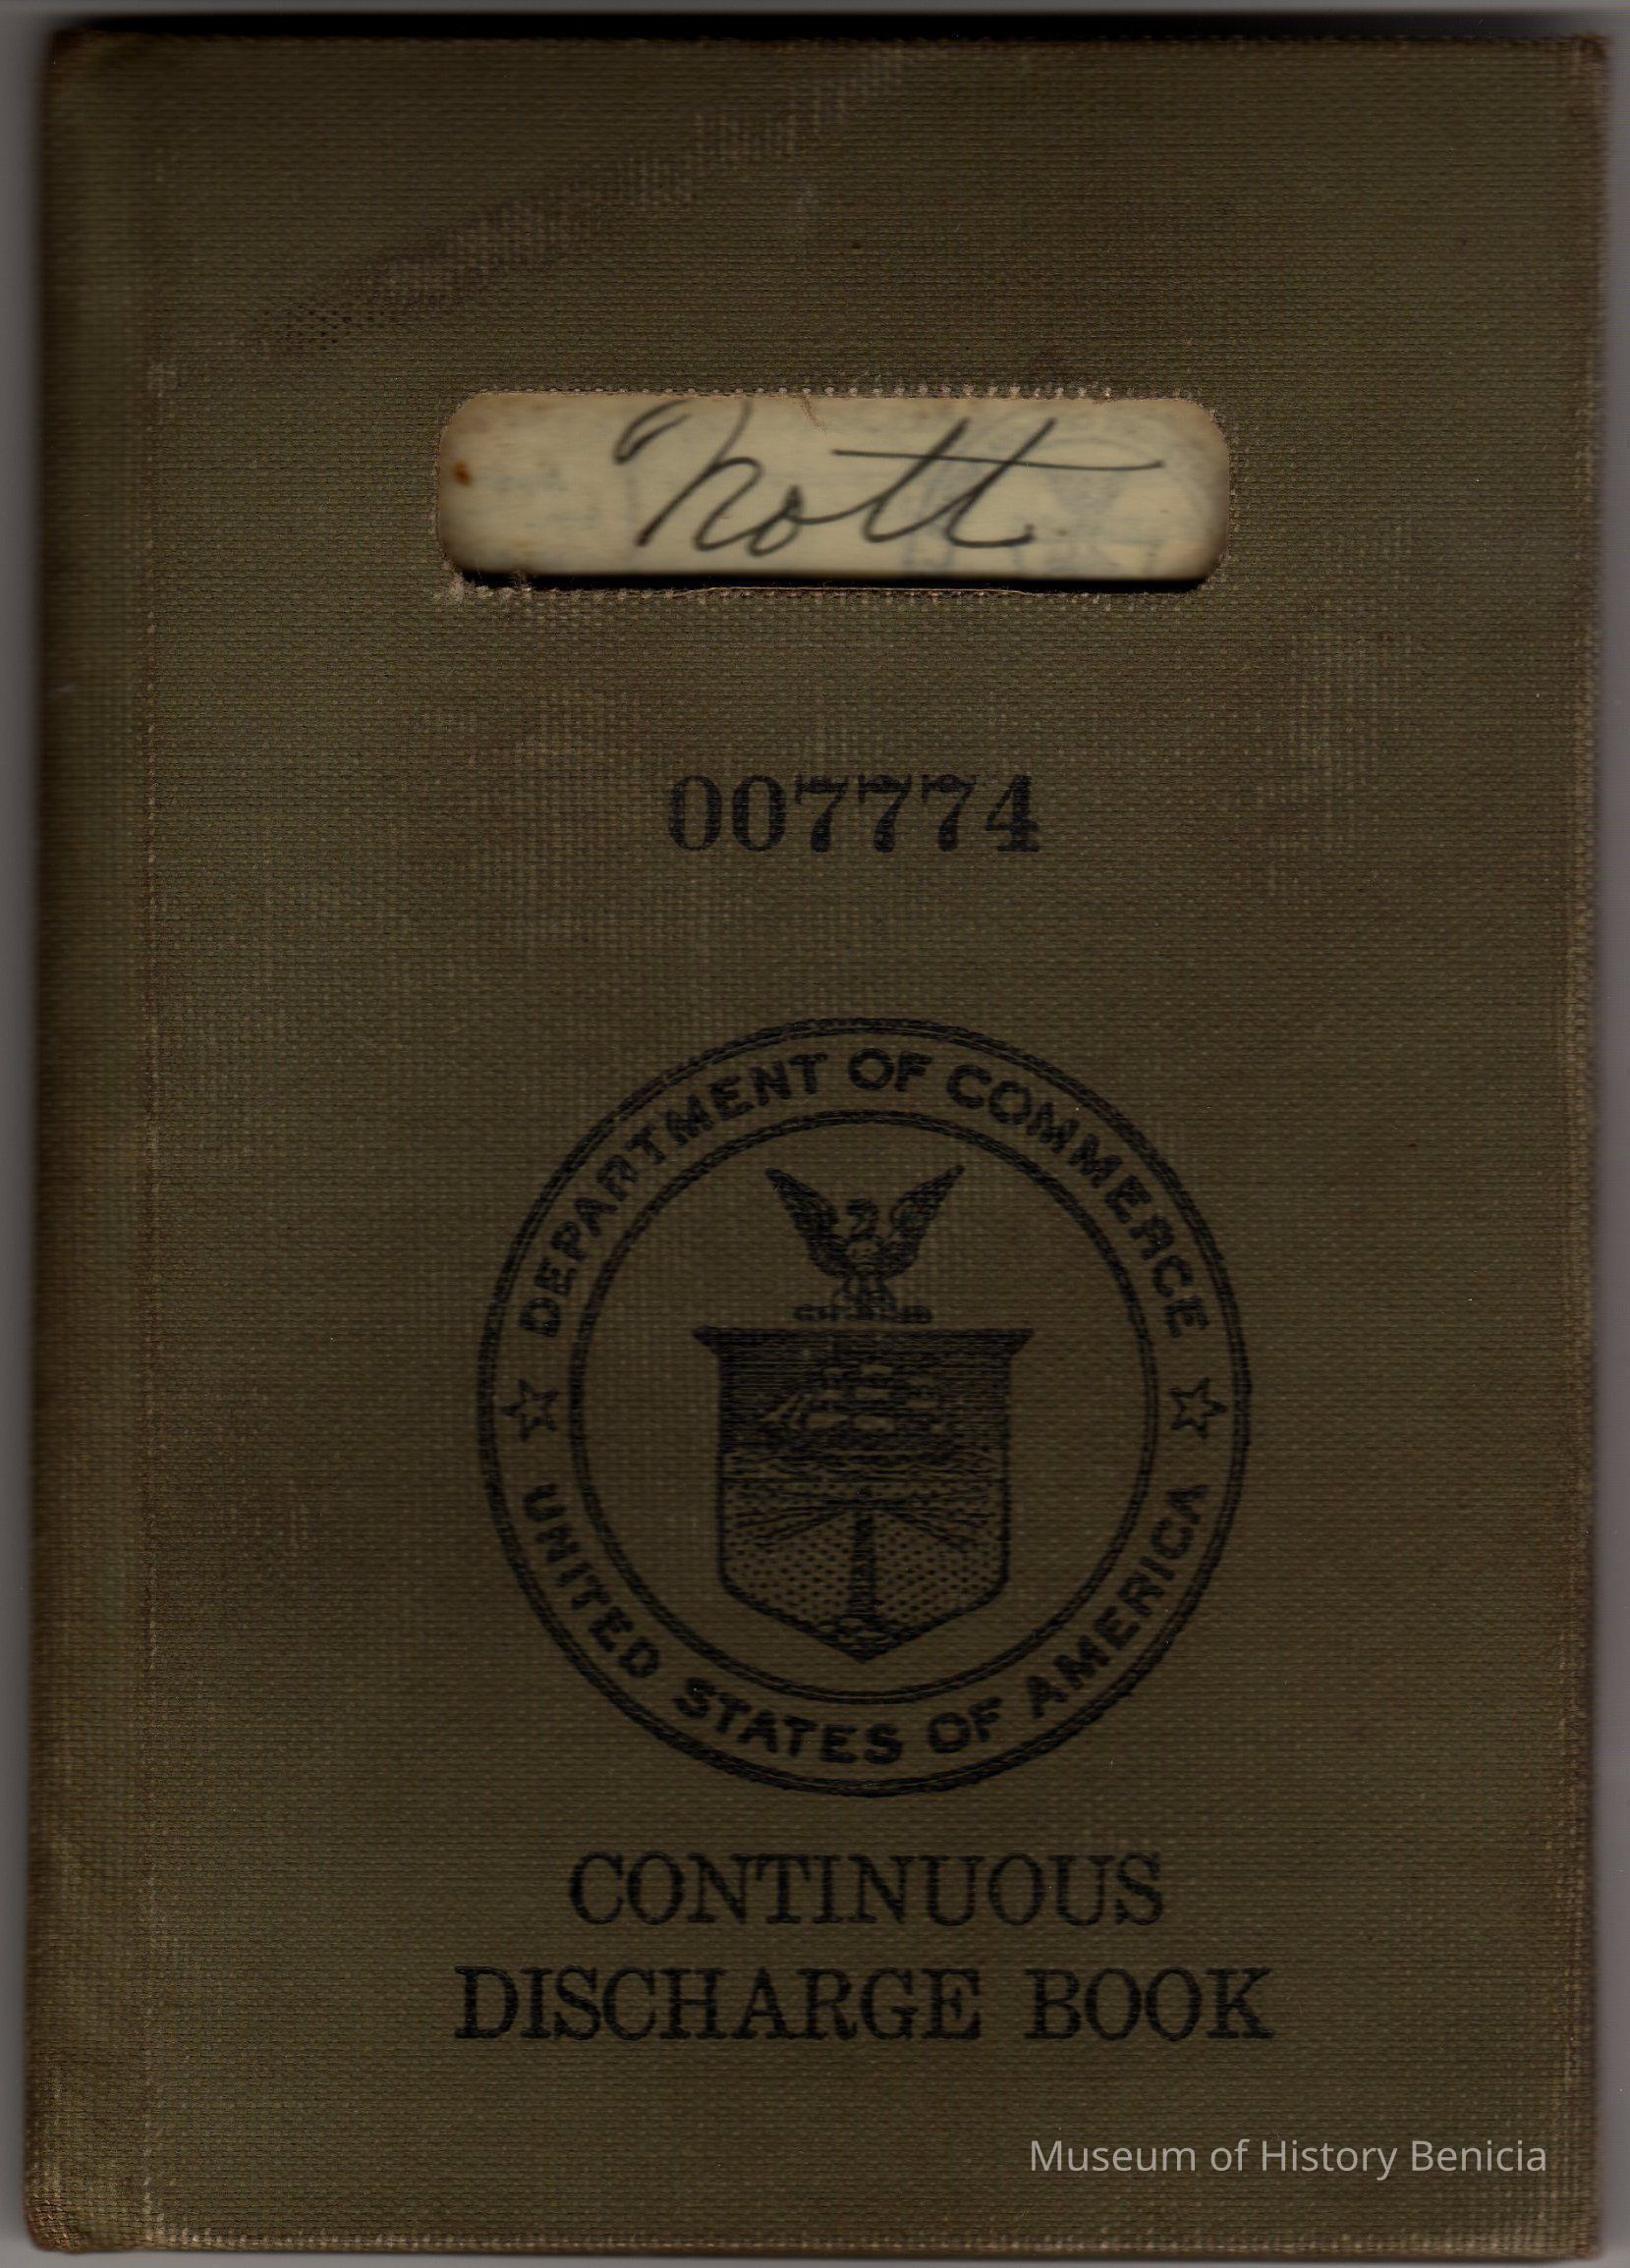 Nott
007774
DEPARTMENT OF COMMERCE
UNITED STATES OF AMERICA
CONTINUOUS
DISCHARGE BOOK
Museum of History Benicia